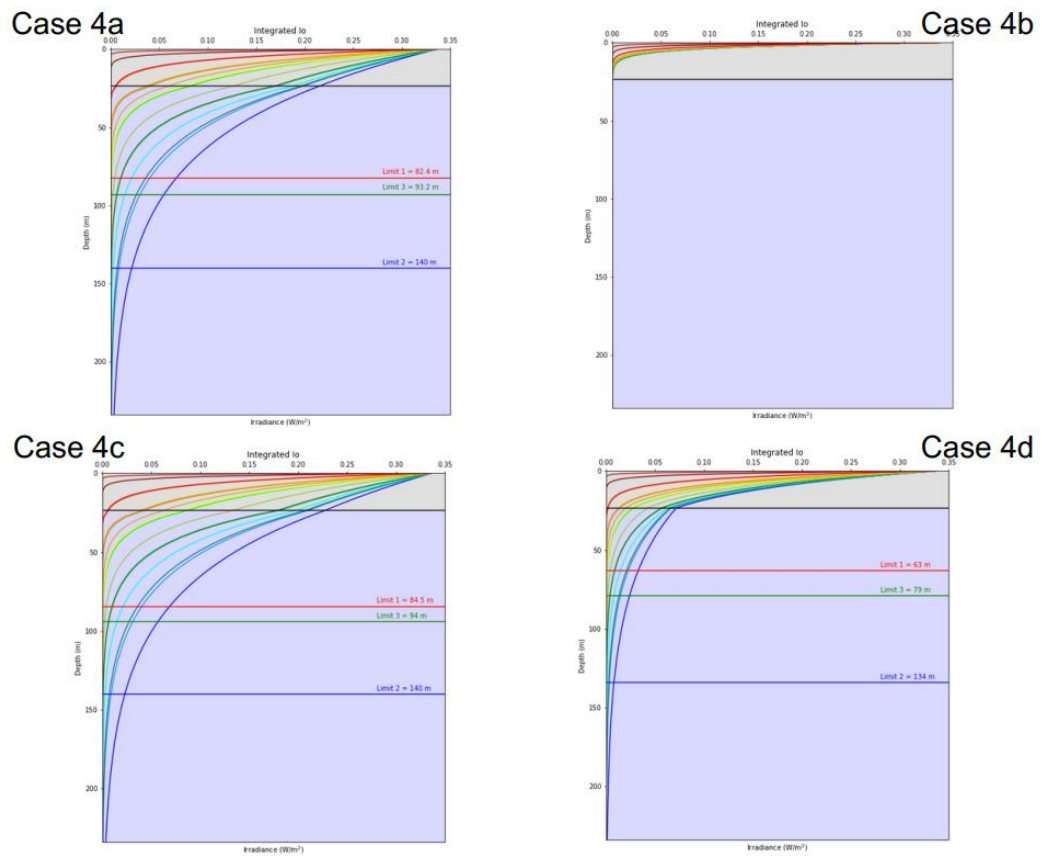 Case 4a
Integrated Io
0.00 0.05 0.10 0.15 0.20 0.25 0.30 0.35
0
50
Limit 1 = 82.4 m
Limit 3 = 93.2 m
100
Depth (m)
Limit 2 = 140 m
150
200
Irradiance (W/m²)
Case 4b
Integrated Io
0.00 0.05 0.10 0.15 0.20 0.25 0.30 0.35
0
50
100
Depth (m)
150
200
Irradiance (W/m²)
Case 4c
Integrated Io
0.00 0.05 0.10 0.15 0.20 0.25 0.30 0.35
0
50
Limit 1 = 84.5 m
Limit 3 = 94 m
100
Depth (m)
Limit 2 = 140 m
150
200
Irradiance (W/m²)
Case 4d
Integrated Io
0.00 0.05 0.10 0.15 0.20 0.25 0.30 0.35
0
50
Limit 1 = 63 m
Limit 3 = 79 m
100
Depth (m)
Limit 2 = 134 m
150
200
Irradiance (W/m²)